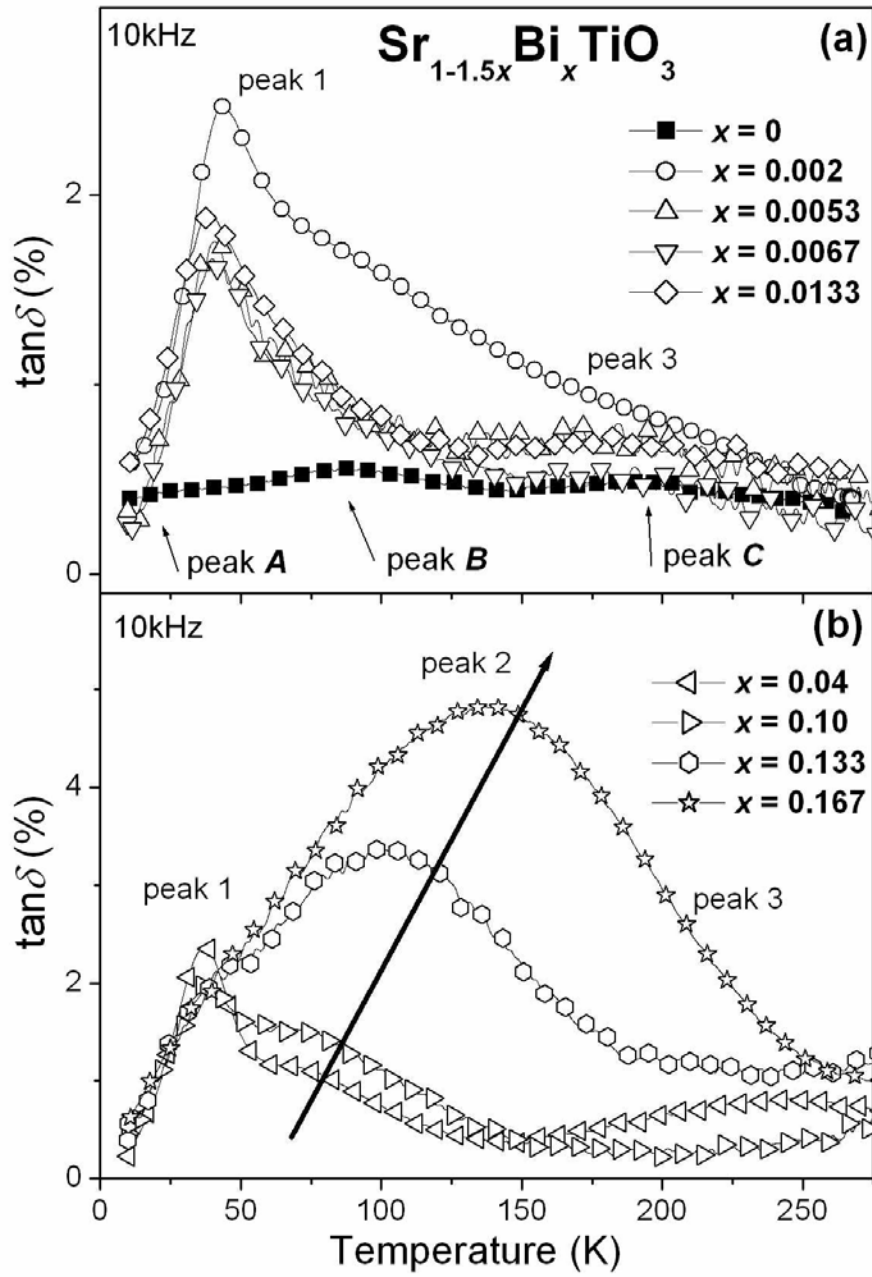 10kHz
Sr1-1.5xBixTiO3
(a)
peak 1
x = 0
x = 0.002
x = 0.0053
x = 0.0067
x = 0.0133
2
tanδ (%)
peak 3
0
peak A
peak B
peak C
10kHz
(b)
peak 2
x = 0.04
x = 0.10
x = 0.133
x = 0.167
4
tanδ (%)
peak 1
peak 3
2
0
0 50 100 150 200 250
Temperature (K)